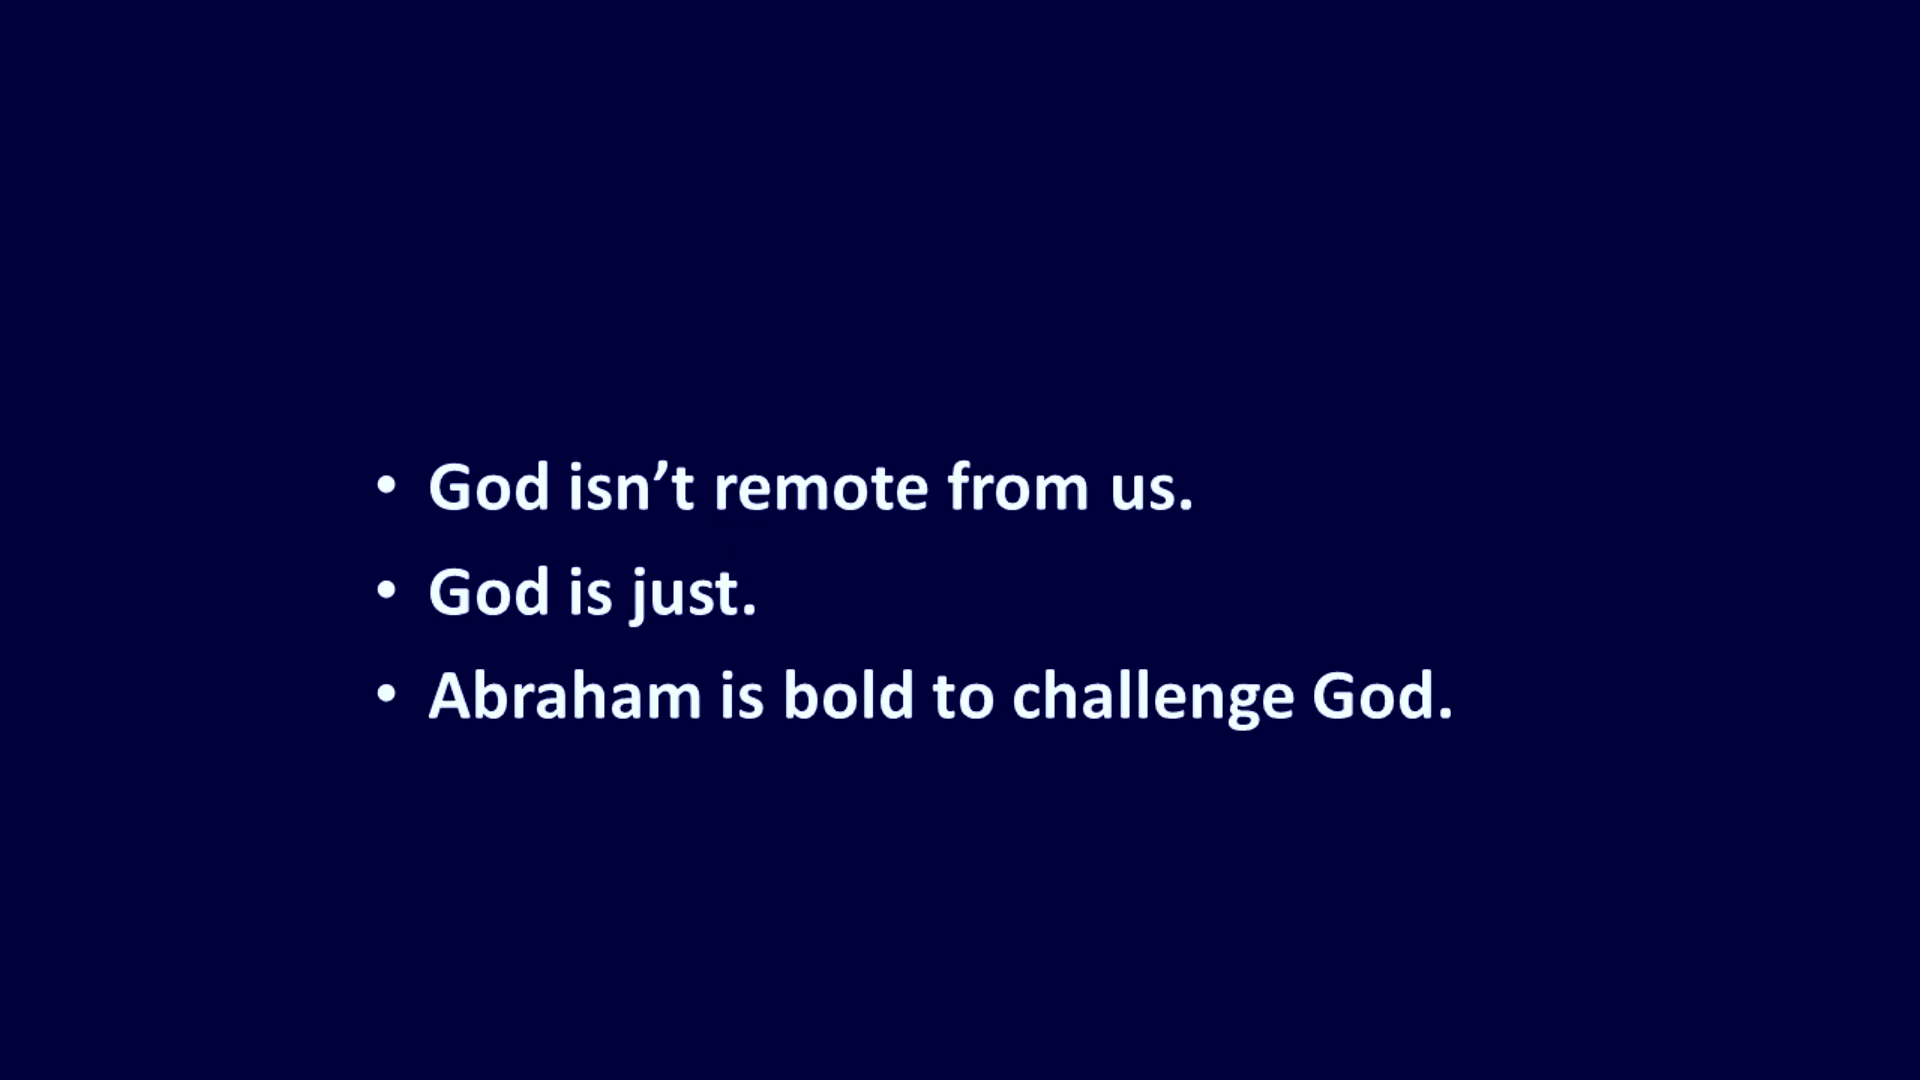 • God isn’t remote from us.
• God is just.
• Abraham is bold to challenge God.